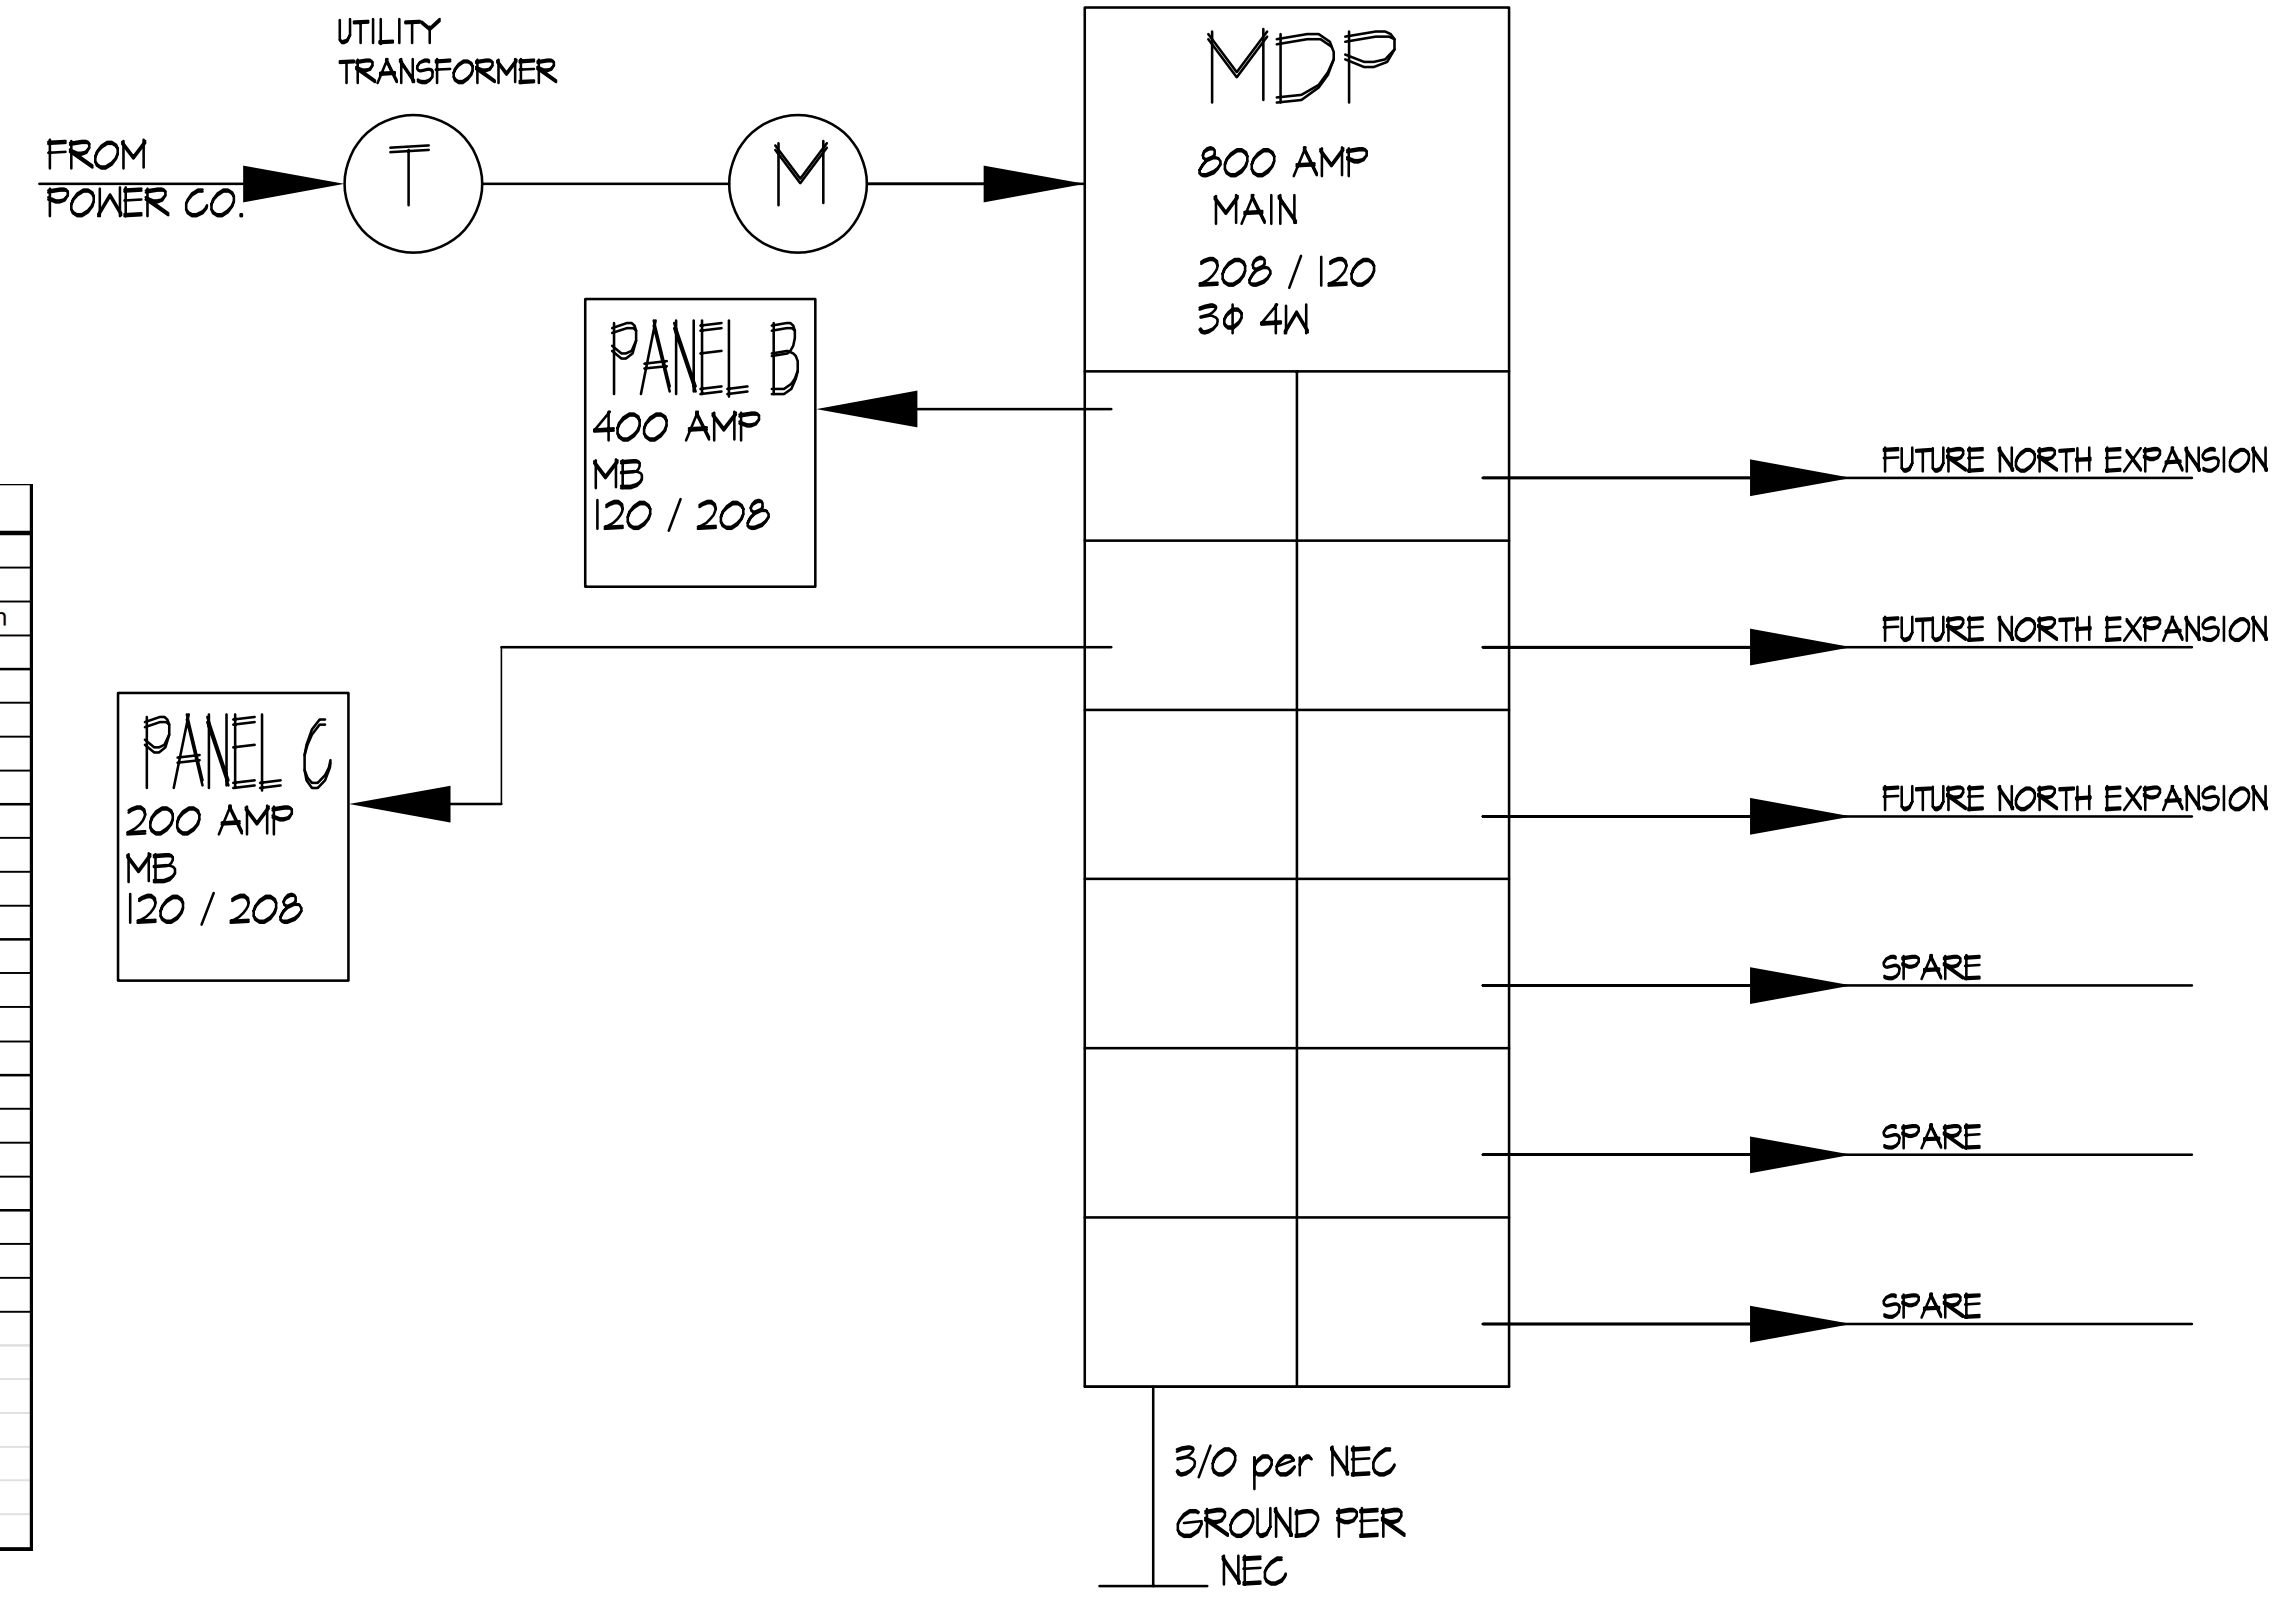 UTILITY
TRANSFORMER
FROM
POWER CO.
T
M
MDP
800 AMP
MAIN
208 / 120
3Φ 4W
PANEL B
400 AMP
MB
120 / 208
FUTURE NORTH EXPANSION
n
FUTURE NORTH EXPANSION
PANEL C
200 AMP
MB
120 / 208
FUTURE NORTH EXPANSION
SPARE
SPARE
SPARE
3/0 per NEC
GROUND PER
NEC